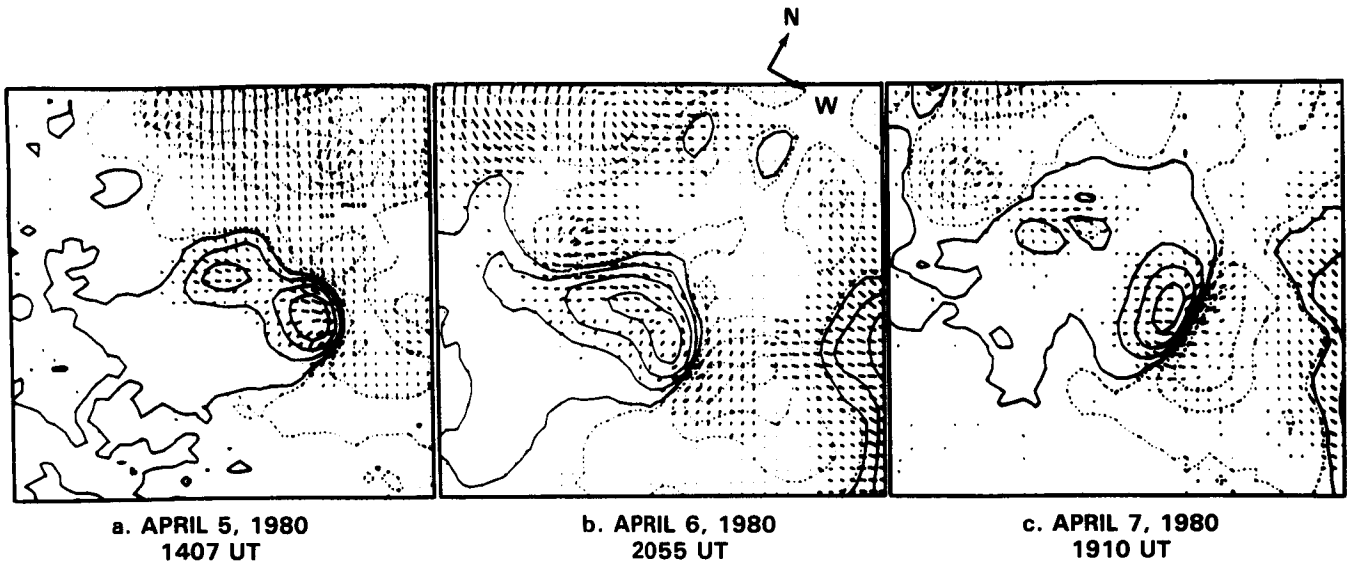 N
W
a. APRIL 5, 1980
1407 UT
b. APRIL 6, 1980
2055 UT
c. APRIL 7, 1980
1910 UT